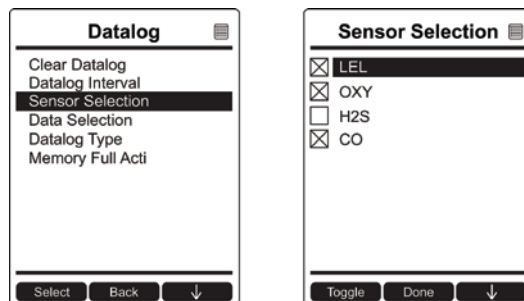 Datalog
Clear Datalog
Datalog Interval
Sensor Selection
Data Selection
Datalog Type
Memory Full Acti
Select Back ↓
Sensor Selection
LEL
OXY
H2S
CO
Toggle Done ↓